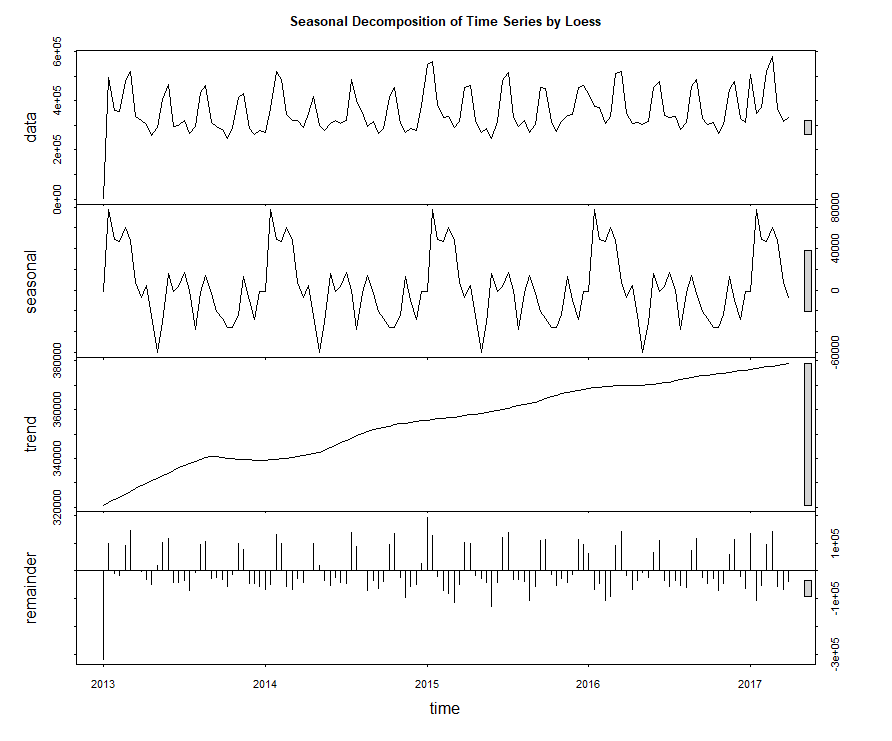 Seasonal Decomposition of Time Series by Loess
data
0e+00 2e+05 4e+05 6e+05
seasonal
-60000 0 40000 80000
trend
320000 340000 360000 380000
remainder
-3e+05 -1e+05 1e+05
2013 2014 2015 2016 2017
time